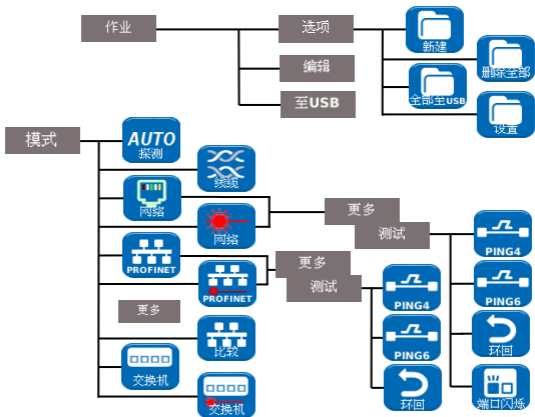 作业
选项
新建
删除全部
编辑
全部至USB
至USB
设置
模式
AUTO
探测
线缆
网络
网络
更多
测试
PING4
PROFINET
更多
PROFINET
测试
PING4
PING6
更多
PING6
环回
比较
交换机
环回
端口闪烁
交换机